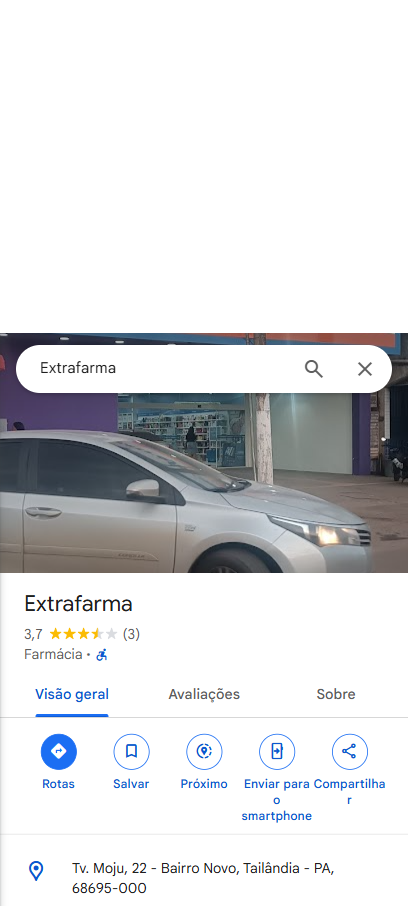 Extrafarma
Extrafarma
3,7 (3)
Farmácia ·
Visão geral
Avaliações
Sobre
Rotas
Salvar
Próximo
Enviar para
o
smartphone
Compartilha
r
Tv. Moju, 22 - Bairro Novo, Tailândia - PA,
68695-000